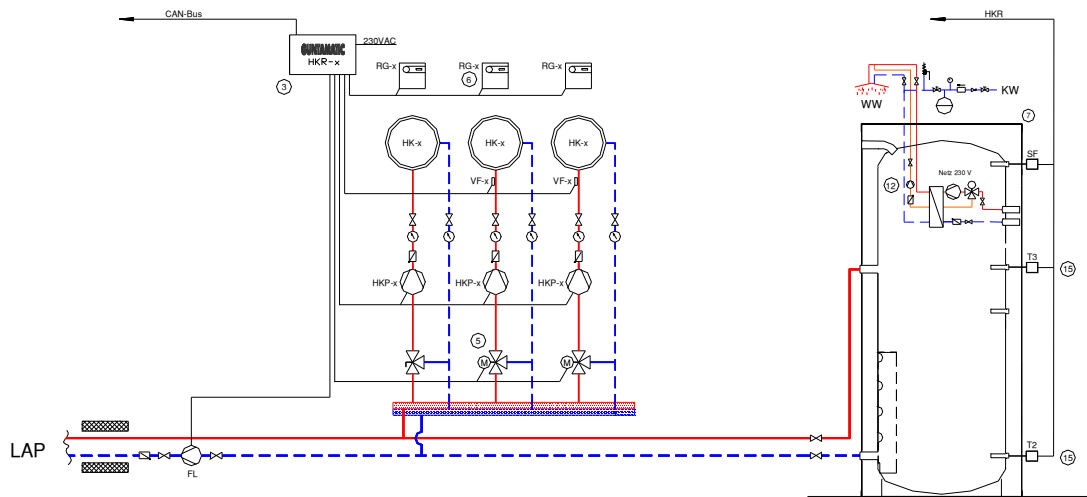 CAN-Bus
HKR
230VAC
GUNTAMATIC
HKR-x
RG-x RG-x RG-x
3
6
WW
KW
7
HK-x HK-x HK-x
SF
VF-x VF-x
Netz 230 V
12
T3
15
HKP-x HKP-x HKP-x
5
M M
LAP
FL
T2
15